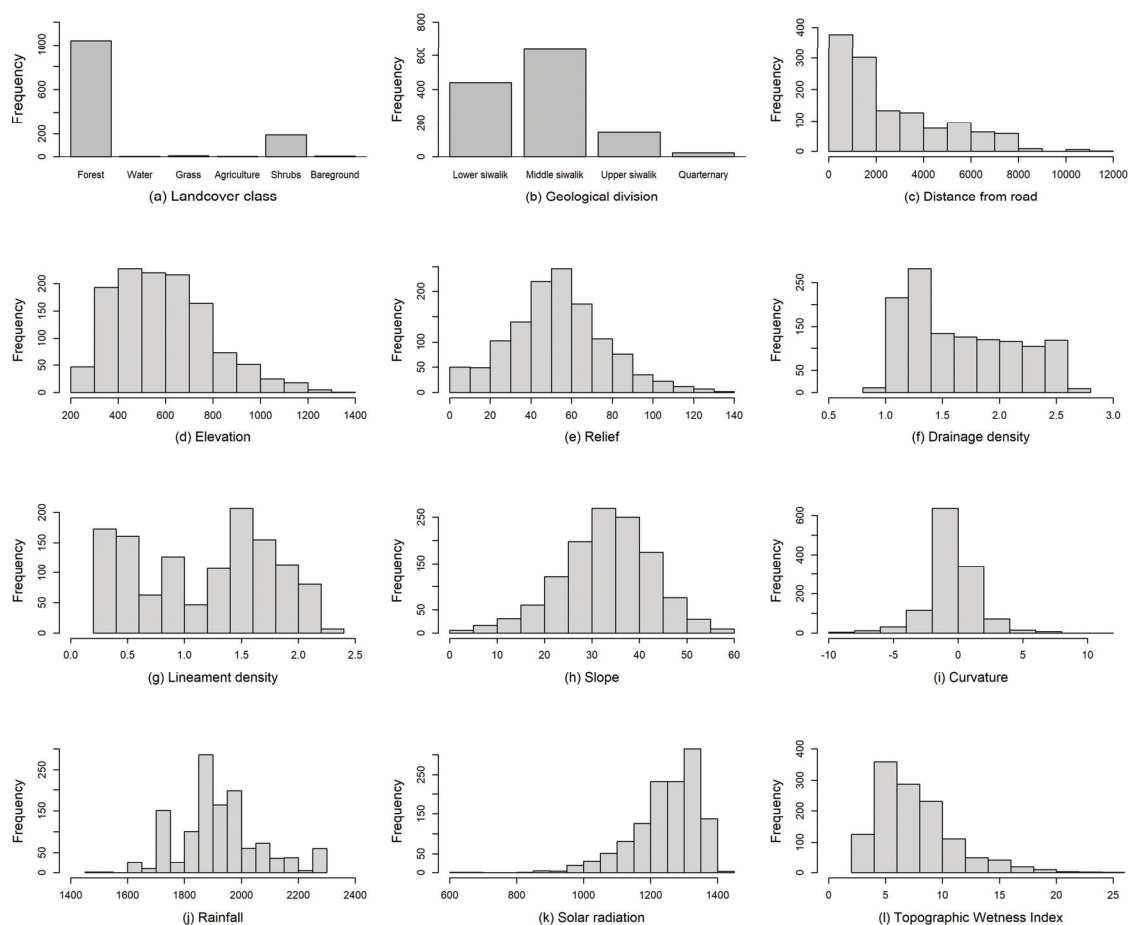 Frequency
0 200 600 1000
Forest Water Grass Agriculture Shrubs Bareground
(a) Landcover class
Frequency
0 200 400 600 800
Lower siwalik Middle siwalik Upper siwalik Quarternary
(b) Geological division
Frequency
0 100 300 400
0 2000 4000 6000 8000 10000 12000
(c) Distance from road
Frequency
0 50 100 150 200
200 400 600 800 1000 1200 1400
(d) Elevation
Frequency
0 50 100 150 200
0 20 40 60 80 100 120 140
(e) Relief
Frequency
0 50 150 250
0.5 1.0 1.5 2.0 2.5 3.0
(f) Drainage density
Frequency
0 50 100 150 200
0.0 0.5 1.0 1.5 2.0 2.5
(g) Lineament density
Frequency
0 50 150 250
0 10 20 30 40 50 60
(h) Slope
Frequency
0 200 400 600
-10 -5 0 5 10
(i) Curvature
Frequency
0 50 150 250
1400 1600 1800 2000 2200 2400
(j) Rainfall
Frequency
0 50 150 250
600 800 1000 1200 1400
(k) Solar radiation
Frequency
0 100 200 300 400
0 5 10 15 20 25
(l) Topographic Wetness Index